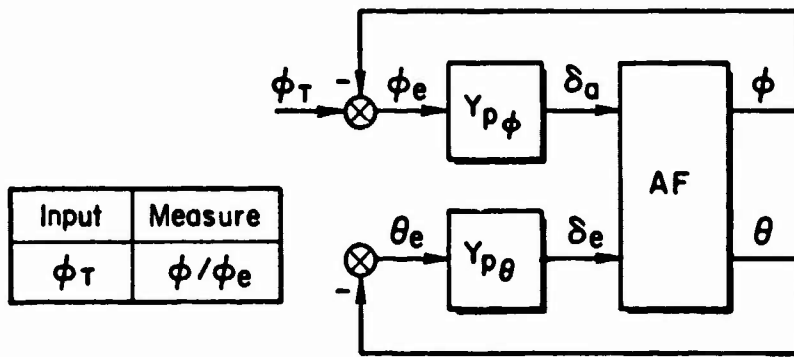 ϕT - ϕe Ypϕ δa AF ϕ
θe Ypθ δe θ
-
Input Measure
ϕT ϕ/ϕe